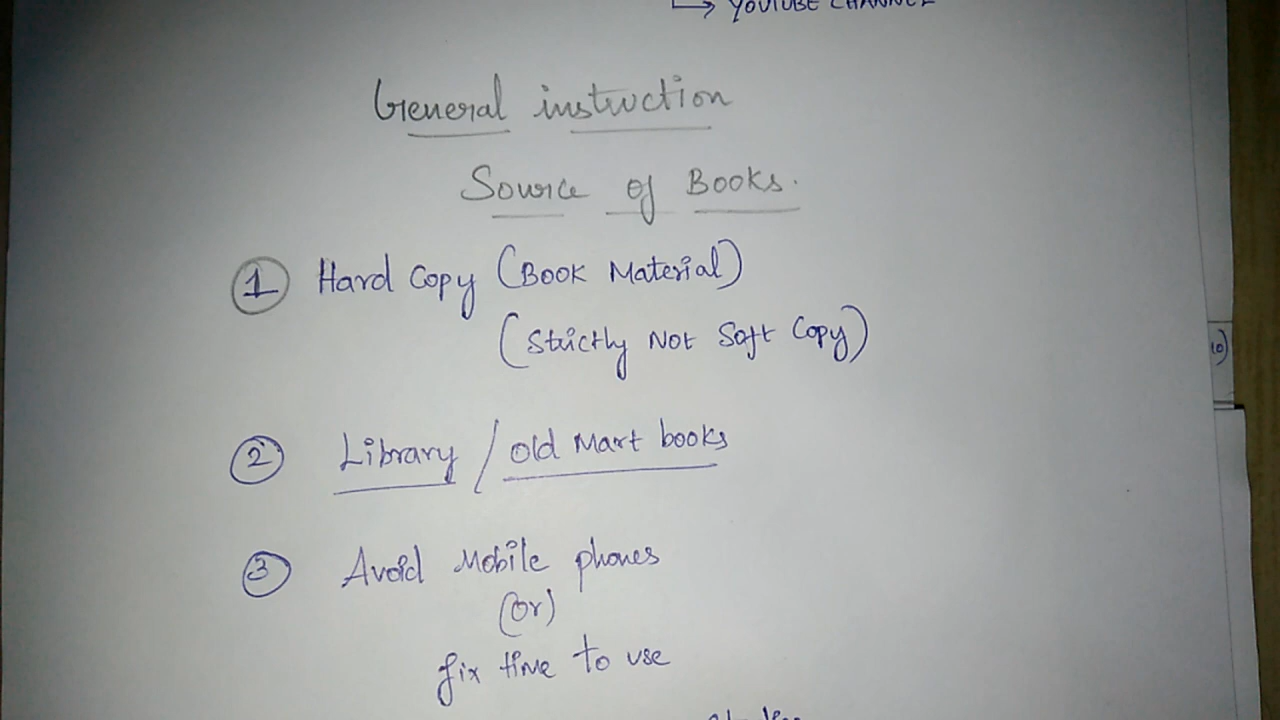 → YOUTUBE CHANNEL
General instruction
Source of Books.
1 Hard Copy (Book Material)
(Strictly Not Soft Copy)
2 Library / old Mart books
3 Avoid Mobile phones
(or)
fix time to use